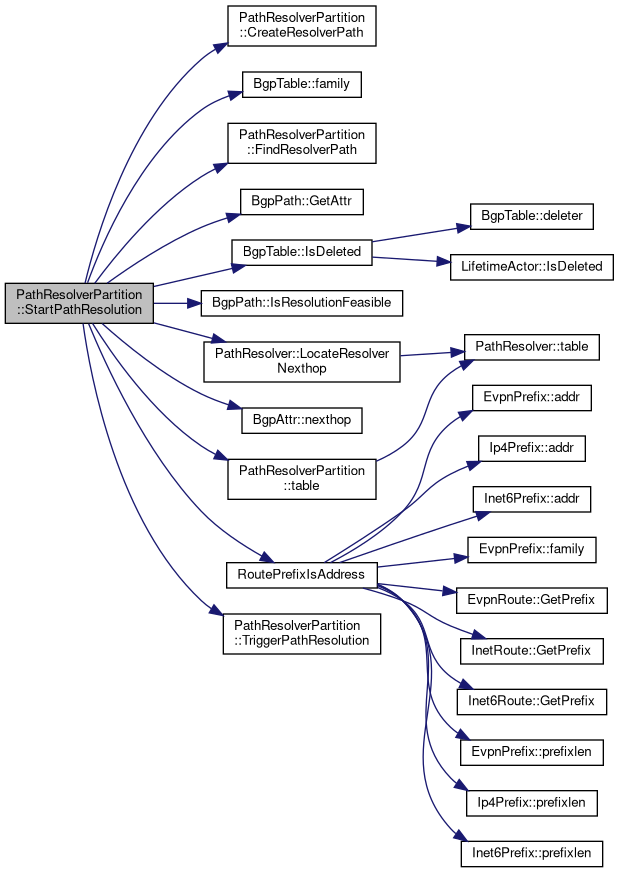 PathResolverPartition
::StartPathResolution
PathResolverPartition
::CreateResolverPath
BgpTable::family
PathResolverPartition
::FindResolverPath
BgpPath::GetAttr
BgpTable::IsDeleted
BgpPath::IsResolutionFeasible
PathResolver::LocateResolver
Nexthop
BgpAttr::nexthop
PathResolverPartition
::table
RoutePrefixIsAddress
PathResolverPartition
::TriggerPathResolution
BgpTable::deleter
LifetimeActor::IsDeleted
PathResolver::table
EvpnPrefix::addr
Ip4Prefix::addr
Inet6Prefix::addr
EvpnPrefix::family
EvpnRoute::GetPrefix
InetRoute::GetPrefix
Inet6Route::GetPrefix
EvpnPrefix::prefixlen
Ip4Prefix::prefixlen
Inet6Prefix::prefixlen